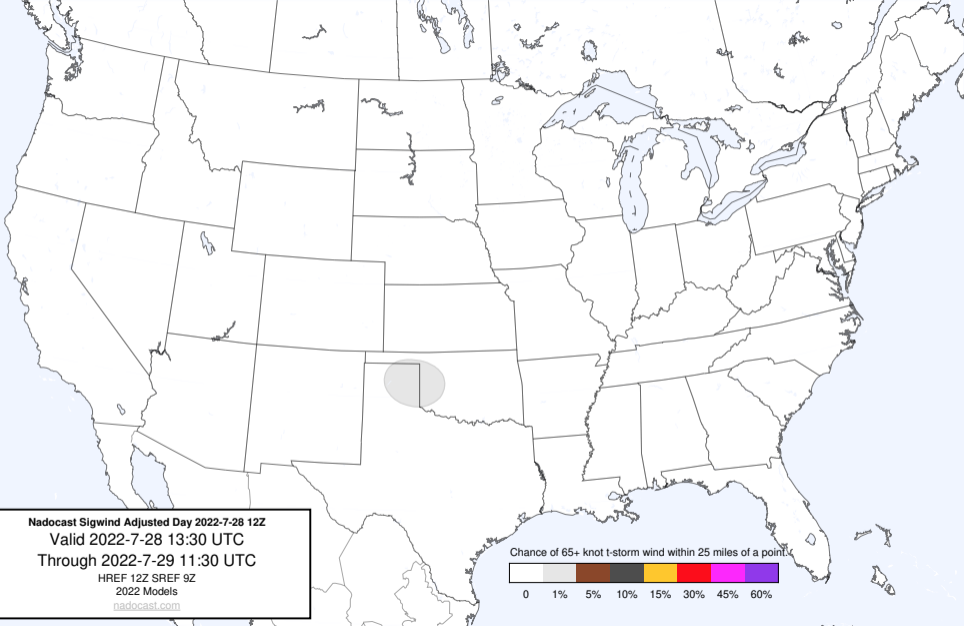 Nadocast Sigwind Adjusted Day 2022-7-28 12Z
Valid 2022-7-28 13:30 UTC
Through 2022-7-29 11:30 UTC
HREF 12Z SREF 9Z
2022 Models
nadocast.com
Chance of 65+ knot t-storm wind within 25 miles of a point.
0 1% 5% 10% 15% 30% 45% 60%